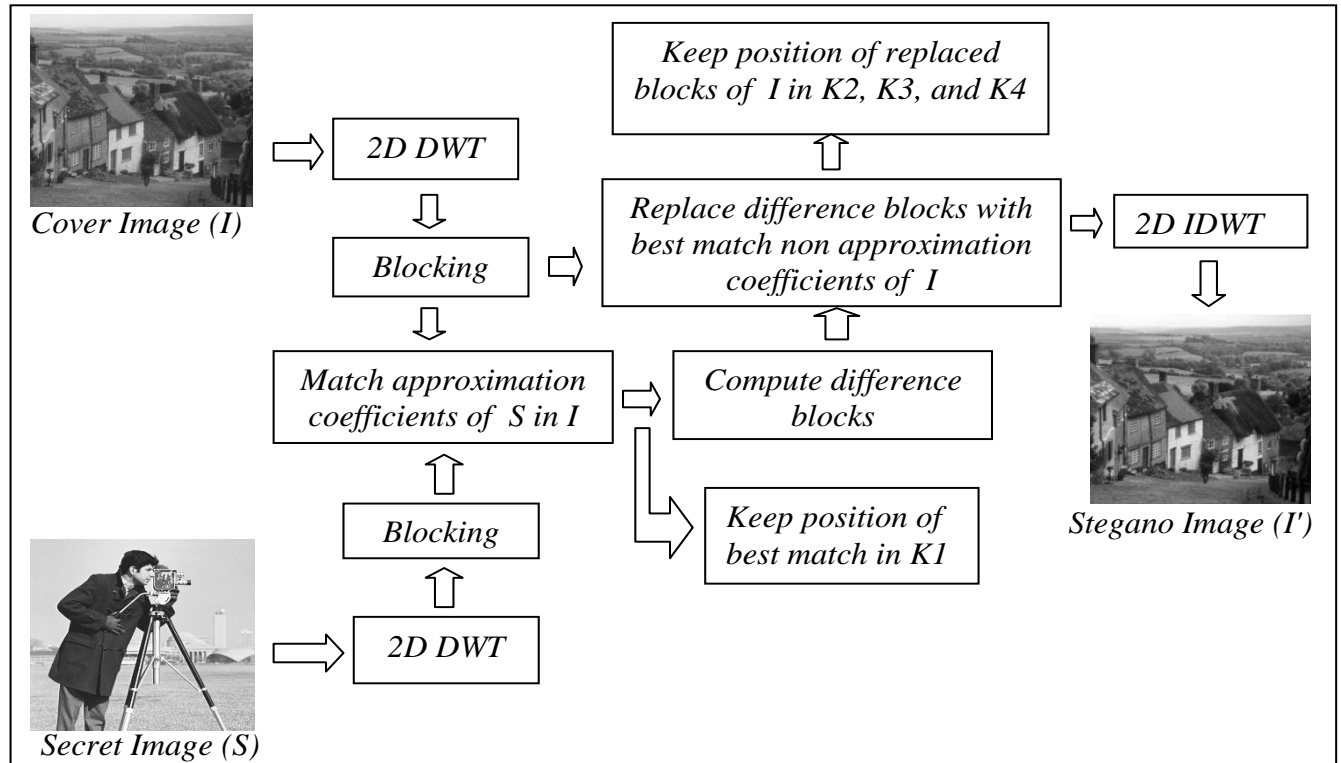 Keep position of replaced
blocks of I in K2, K3, and K4
2D DWT
Cover Image (I)
Replace difference blocks with
best match non approximation
coefficients of I
2D IDWT
Blocking
Match approximation
coefficients of S in I
Compute difference
blocks
Stegano Image (I')
Blocking
Keep position of
best match in K1
2D DWT
Secret Image (S)